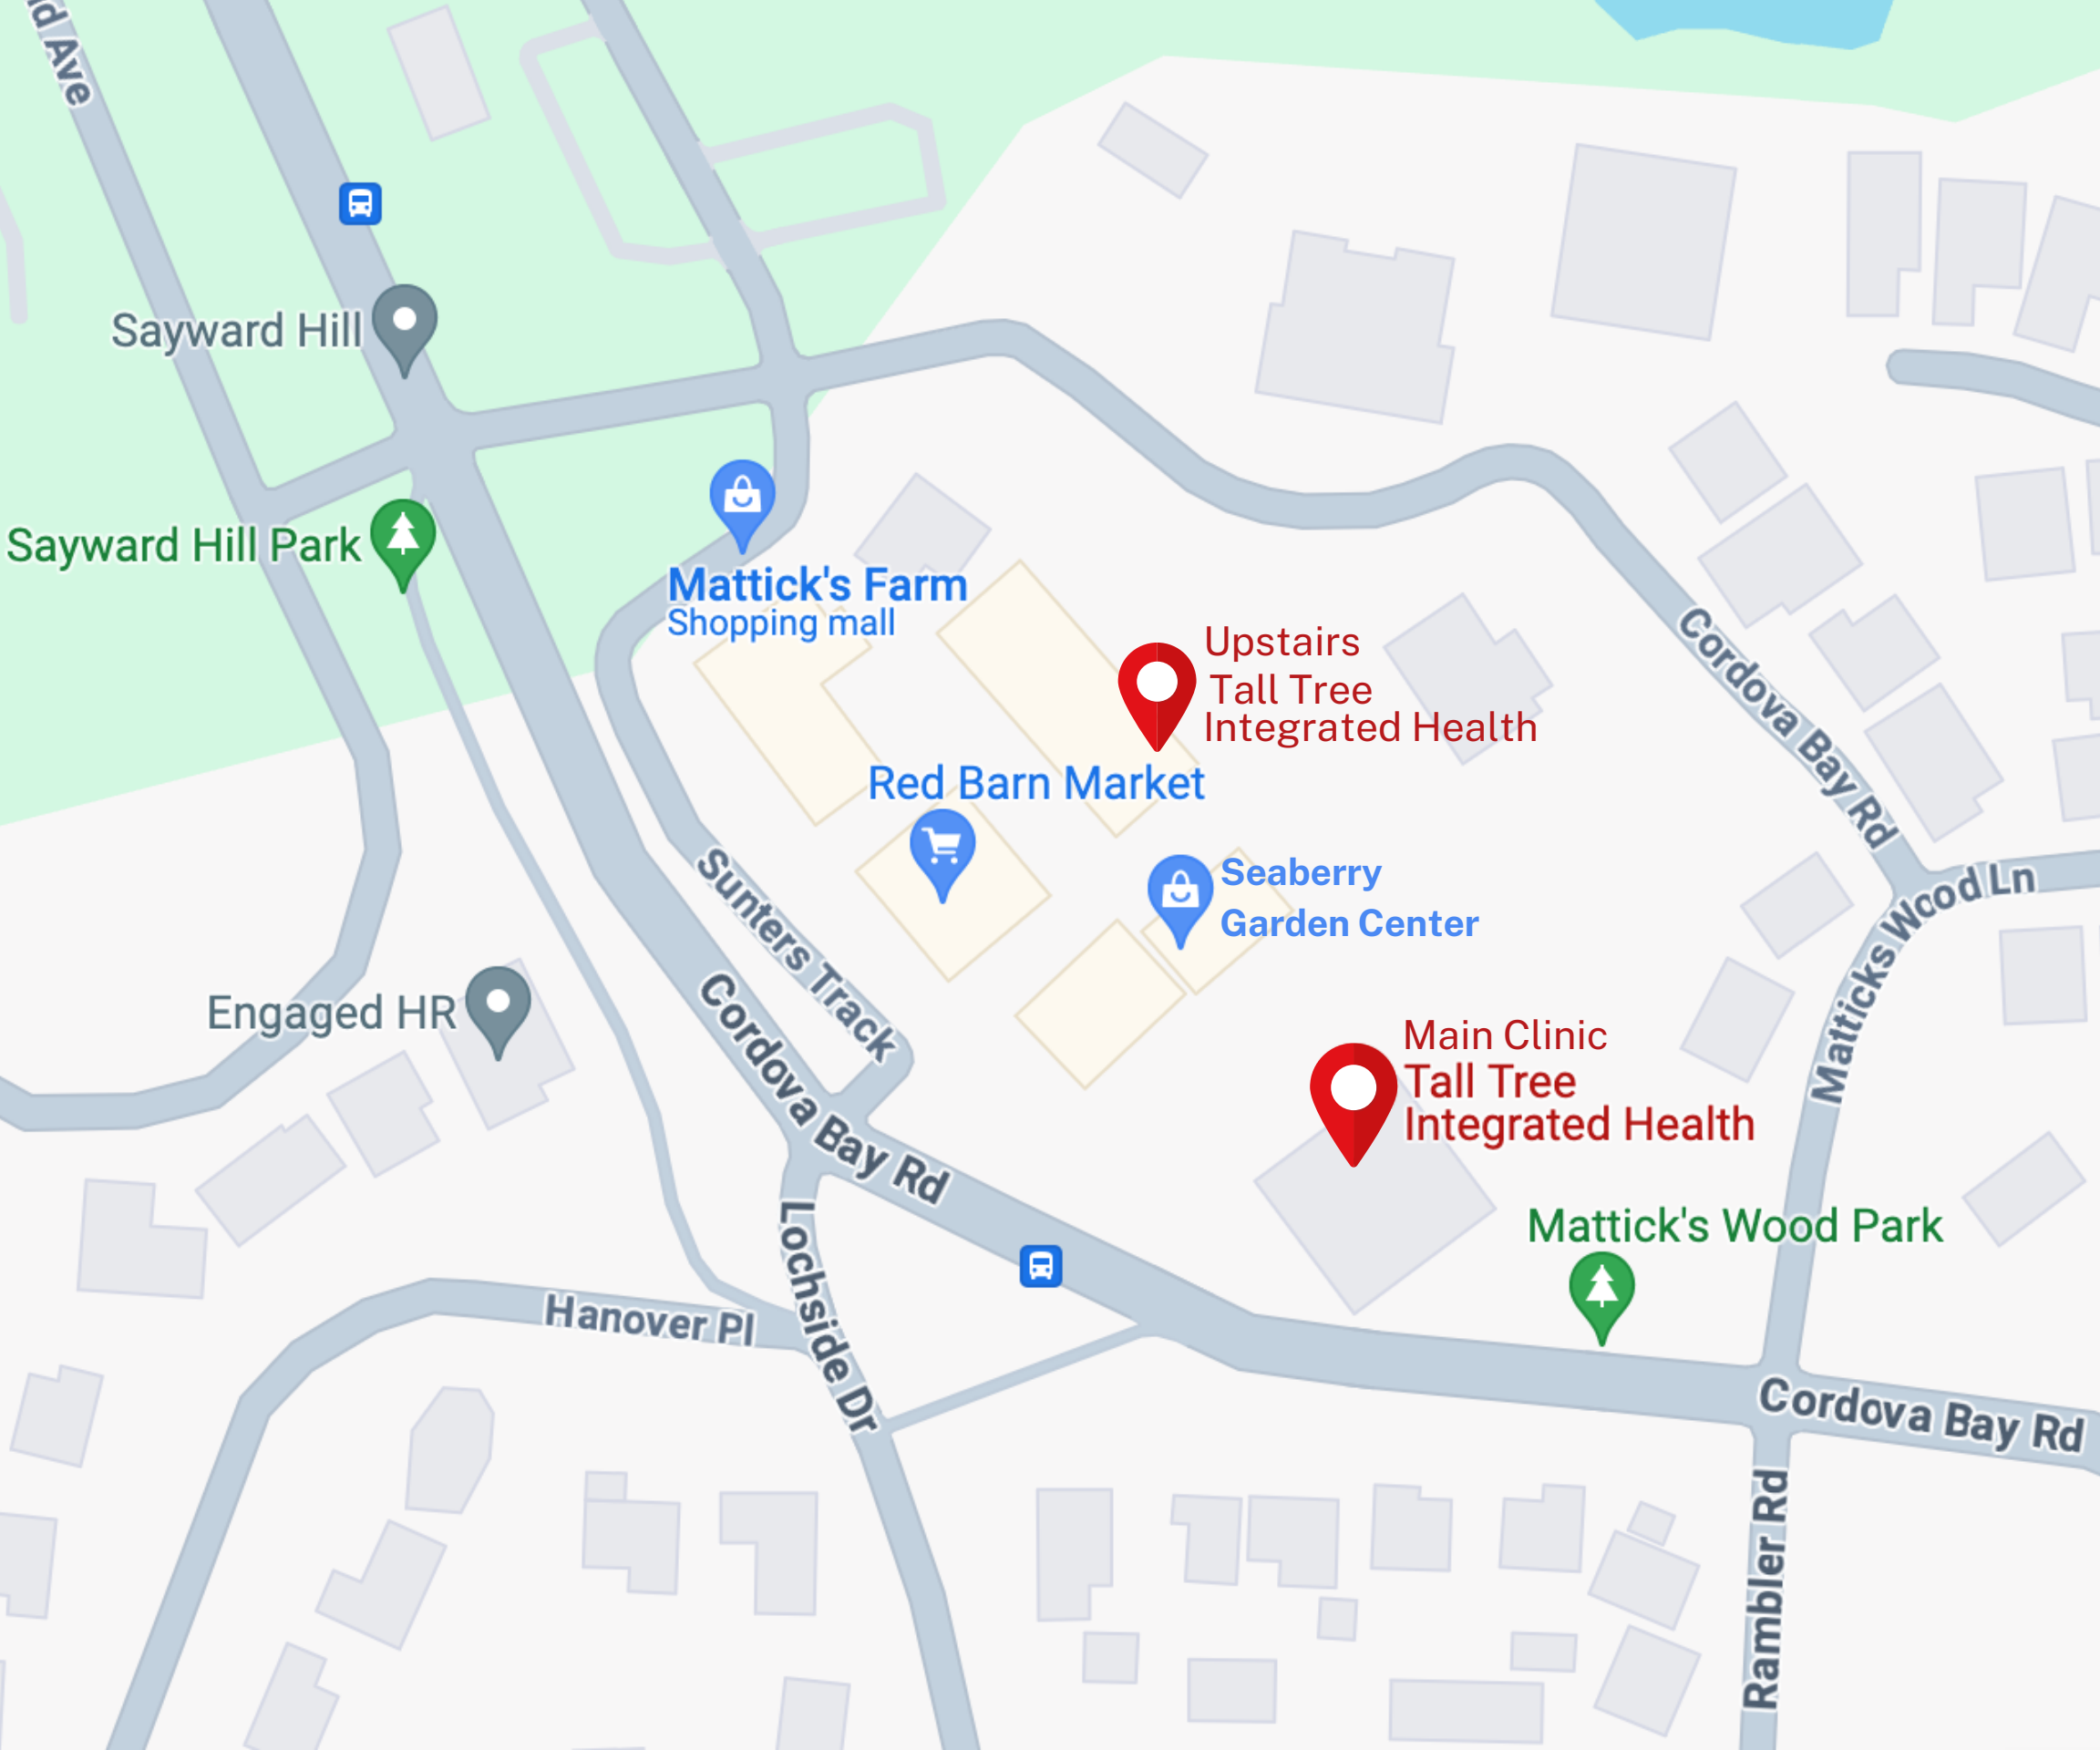 d Ave
Sayward Hill
Sayward Hill Park
Mattick's Farm
Shopping mall
Upstairs
Tall Tree
Integrated Health
Cordova Bay Rd
Red Barn Market
Seaberry
Garden Center
Sunters Track
Matticks Wood Ln
Engaged HR
Cordova Bay Rd
Main Clinic
Tall Tree
Integrated Health
Mattick's Wood Park
Lochside Dr
Hanover Pl
Cordova Bay Rd
Rambler Rd